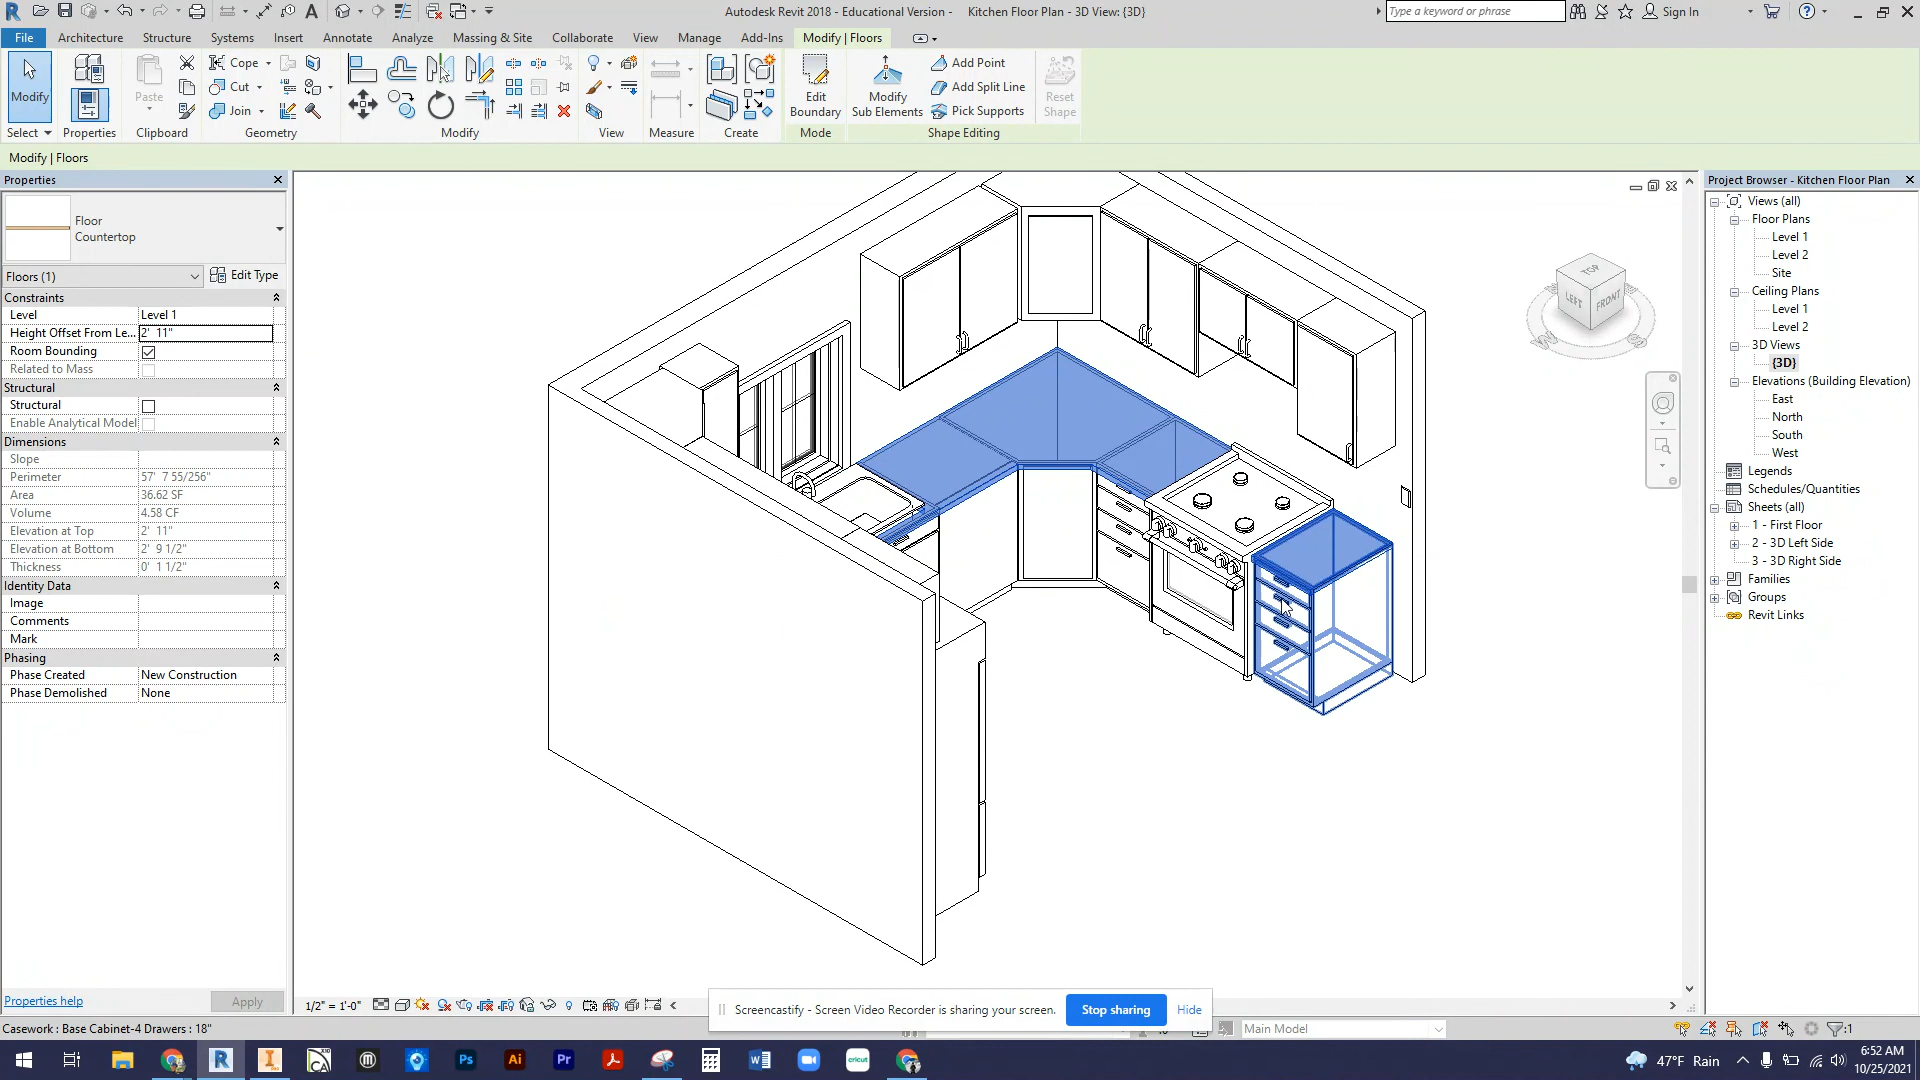 Autodesk Revit 2018 - Educational Version - Kitchen Floor Plan - 3D View: {3D}
Type a keyword or phrase
Sign In
File Architecture Structure Systems Insert Annotate Analyze Massing & Site Collaborate View Manage Add-Ins Modify | Floors
Modify
Paste
Cope
Cut
Join
Edit
Boundary
Modify
Sub Elements
Add Point
Add Split Line
Pick Supports
Reset
Shape
Select Properties Clipboard Geometry Modify View Measure Create Mode Shape Editing
Modify | Floors
Properties
Floor
Countertop
Floors (1)
Edit Type
Constraints
Level Level 1
Height Offset From Le... 2' 11"
Room Bounding
Related to Mass
Structural
Structural
Enable Analytical Model
Dimensions
Slope
Perimeter 57' 7 55/256"
Area 36.62 SF
Volume 4.58 CF
Elevation at Top 2' 11"
Elevation at Bottom 2' 9 1/2"
Thickness 0' 1 1/2"
Identity Data
Image
Comments
Mark
Phasing
Phase Created New Construction
Phase Demolished None
Properties help
Apply
TOP
LEFT
FRONT
W
S
Project Browser - Kitchen Floor Plan
Views (all)
Floor Plans
Level 1
Level 2
Site
Ceiling Plans
Level 1
Level 2
3D Views
{3D}
Elevations (Building Elevation)
East
North
South
West
Legends
Schedules/Quantities
Sheets (all)
1 - First Floor
2 - 3D Left Side
3 - 3D Right Side
Families
Groups
Revit Links
1/2" = 1'-0"
Screencastify - Screen Video Recorder is sharing your screen.
Stop sharing
Hide
Casework : Base Cabinet-4 Drawers : 18"
Main Model
:1
Ps
Ai
Pr
cricut
47°F Rain
6:52 AM
10/25/2021